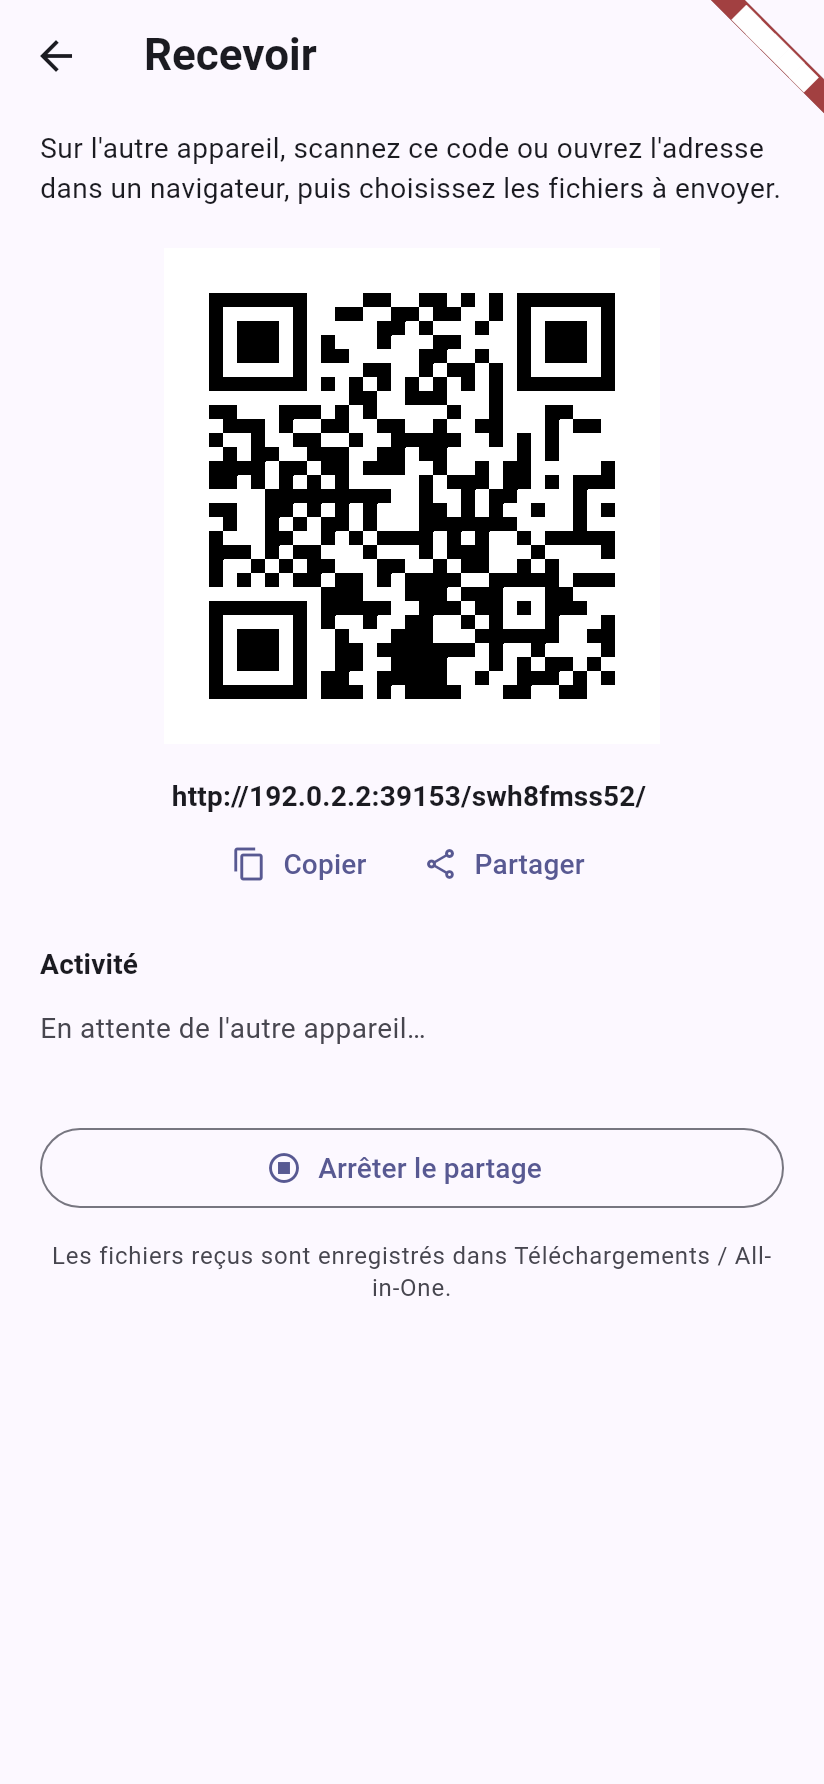 Recevoir
Sur l'autre appareil, scannez ce code ou ouvrez l'adresse
dans un navigateur, puis choisissez les fichiers à envoyer.
http://192.0.2.2:39153/swh8fmss52/
Copier
Partager
Activité
En attente de l'autre appareil…
Arrêter le partage
Les fichiers reçus sont enregistrés dans Téléchargements / All-
in-One.